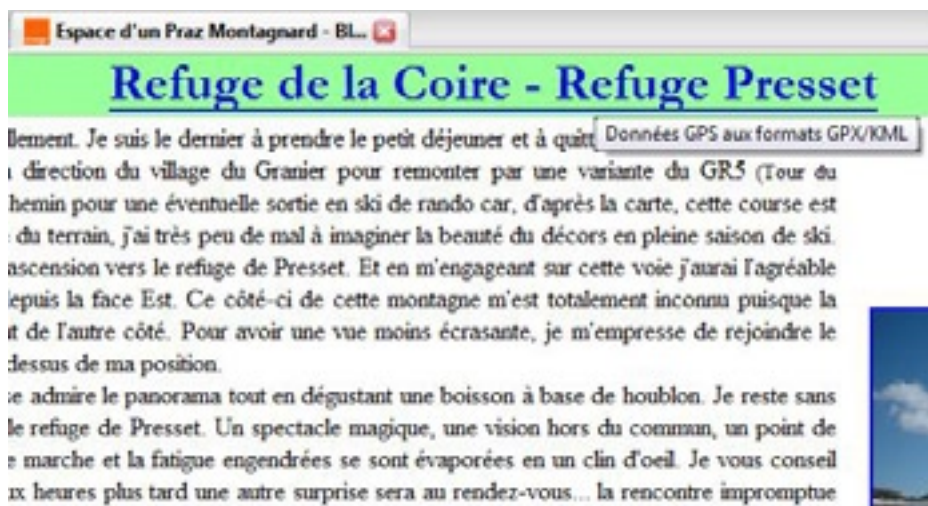 Espace d'un Praz Montagnard - Bl...
Refuge de la Coire - Refuge Presset
llement. Je suis le dernier à prendre le petit déjeuner et à quitt
Données GPS aux formats GPX/KML
direction du village du Granier pour remonter par une variante du GR5 (Tour du
hemin pour une éventuelle sortie en ski de rando car, d'après la carte, cette course est
du terrain, j'ai très peu de mal à imaginer la beauté du décors en pleine saison de ski.
ascension vers le refuge de Presset. Et en m'engageant sur cette voie j'aurai l'agréable
depuis la face Est. Ce côté-ci de cette montagne m'est totalement inconnu puisque la
t de l'autre côté. Pour avoir une vue moins écrasante, je m'empresse de rejoindre le
dessus de ma position.
se admire le panorama tout en dégustant une boisson à base de houblon. Je reste sans
le refuge de Presset. Un spectacle magique, une vision hors du commun, un point de
e marche et la fatigue engendrées se sont évaporées en un clin d'oeil. Je vous conseil
ux heures plus tard une autre surprise sera au rendez-vous... la rencontre impromptue